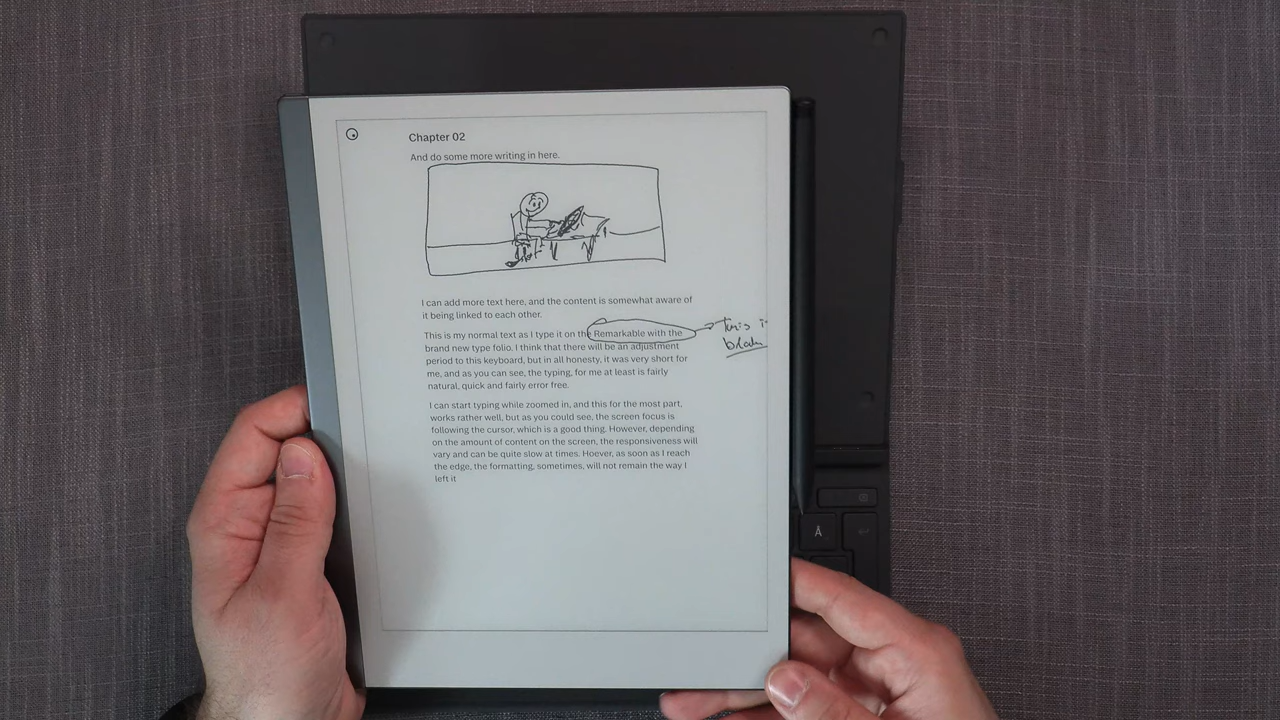 Chapter 02
And do some more writing in here.
I can add more text here, and the content is somewhat aware of
it being linked to each other.
This is my normal text as I type it on the Remarkable with the
brand new type folio. I think that there will be an adjustment
period to this keyboard, but in all honesty, it was very short for
me, and as you can see, the typing, for me at least is fairly
natural, quick and fairly error free.
This i
I can start typing while zoomed in, and this for the most part,
works rather well, but as you could see, the screen focus is
following the cursor, which is a good thing. However, depending
on the amount of content on the screen, the responsiveness will
vary and can be quite slow at times. Hoever, as soon as I reach
the edge, the formatting, sometimes, will not remain the way I
left it
Å